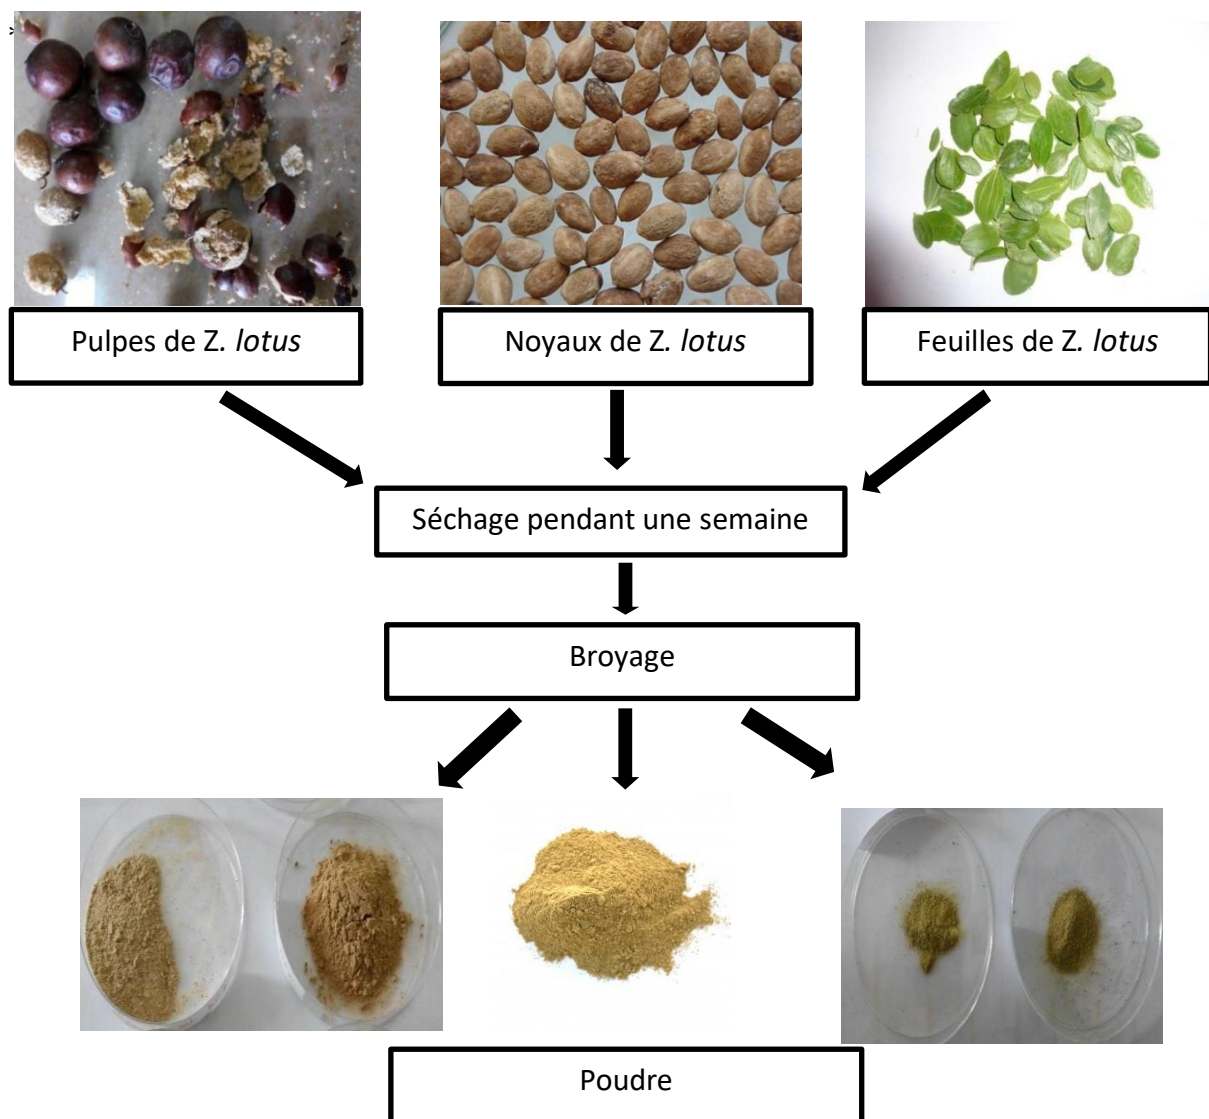 *
Pulpes de Z. lotus
Noyaux de Z. lotus
Feuilles de Z. lotus
Séchage pendant une semaine
Broyage
Poudre